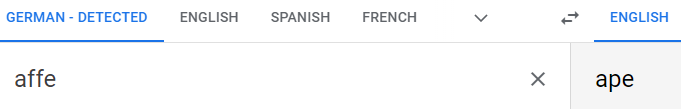 GERMAN - DETECTED ENGLISH SPANISH FRENCH ENGLISH
affe ape